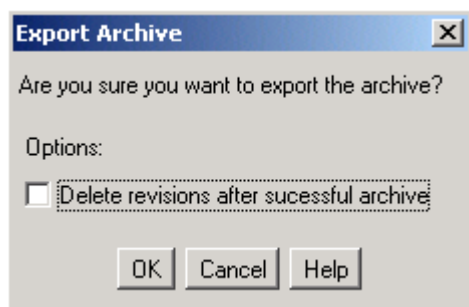 Export Archive
Are you sure you want to export the archive?
Options:
Delete revisions after sucessful archive
OK Cancel Help